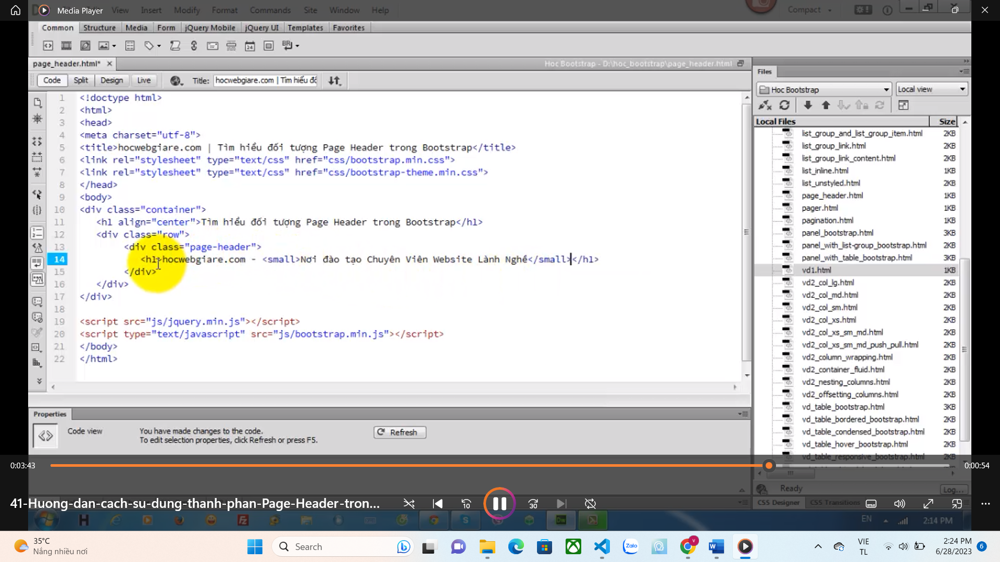 Media Player
View Insert Modify Format Commands Site Window Help
Compact
Common Structure Media Form jQuery Mobile jQuery UI Templates Favorites
page_header.html*
Hoc Bootstrap - D:\hoc_bootstrap\page_header.html
Code Split Design Live Title: hocwebgiare.com | Tìm hiểu đố
1 <!doctype html>
2 <html>
3 <head>
4 <meta charset="utf-8">
5 <title>hocwebgiare.com | Tìm hiểu đối tượng Page Header trong Bootstrap</title>
6 <link rel="stylesheet" type="text/css" href="css/bootstrap.min.css">
7 <link rel="stylesheet" type="text/css" href="css/bootstrap-theme.min.css">
8 </head>
9 <body>
10 <div class="container">
11 <h1 align="center">Tìm hiểu đối tượng Page Header trong Bootstrap</h1>
12 <div class="row">
13 <div class="page-header">
14 <h1>hocwebgiare.com - <small>Nơi đào tạo Chuyên Viên Website Lành Nghề</small></h1>
15 </div>
16 </div>
17 </div>
18
19 <script src="js/jquery.min.js"></script>
20 <script type="text/javascript" src="js/bootstrap.min.js"></script>
21 </body>
22 </html>
Files
Hoc Bootstrap Local view
Local Files Size
list_group_and_list_group_item.html 2KB
list_group_link.html 2KB
list_group_link_content.html 2KB
list_inline.html 1KB
list_unstyled.html 2KB
page_header.html 1KB
pager.html 1KB
pagination.html 1KB
panel_bootstrap.html 1KB
panel_with_list-group_bootstrap.html 2KB
panel_with_table_bootstrap.html 3KB
vd1.html 1KB
vd2_col_lg.html 2KB
vd2_col_md.html 2KB
vd2_col_sm.html 2KB
vd2_col_xs.html 2KB
vd2_col_xs_sm_md.html 2KB
vd2_col_xs_sm_md_push_pull.html 2KB
vd2_column_wrapping.html 2KB
vd2_container_fluid.html 2KB
vd2_nesting_columns.html 2KB
vd2_offsetting_columns.html 2KB
vd_table_bootstrap.html 3KB
vd_table_bordered_bootstrap.html 2KB
vd_table_condensed_bootstrap.html 2KB
vd_table_hover_bootstrap.html 2KB
vd_table_responsive_bootstrap.html 2KB
Properties
Code view
You have made changes to the code.
To edit selection properties, click Refresh or press F5.
Refresh
0:03:43
0:00:54
Ready
Log...
41-Huong-dan-cach-su-dung-thanh-phan-Page-Header-tron...
10
30
CSS Designer CSS Transitions
EN
2:14 PM
35°C
Nắng nhiều nơi
Search
Zalo
VIE
TL
2:24 PM
6/28/2023
6